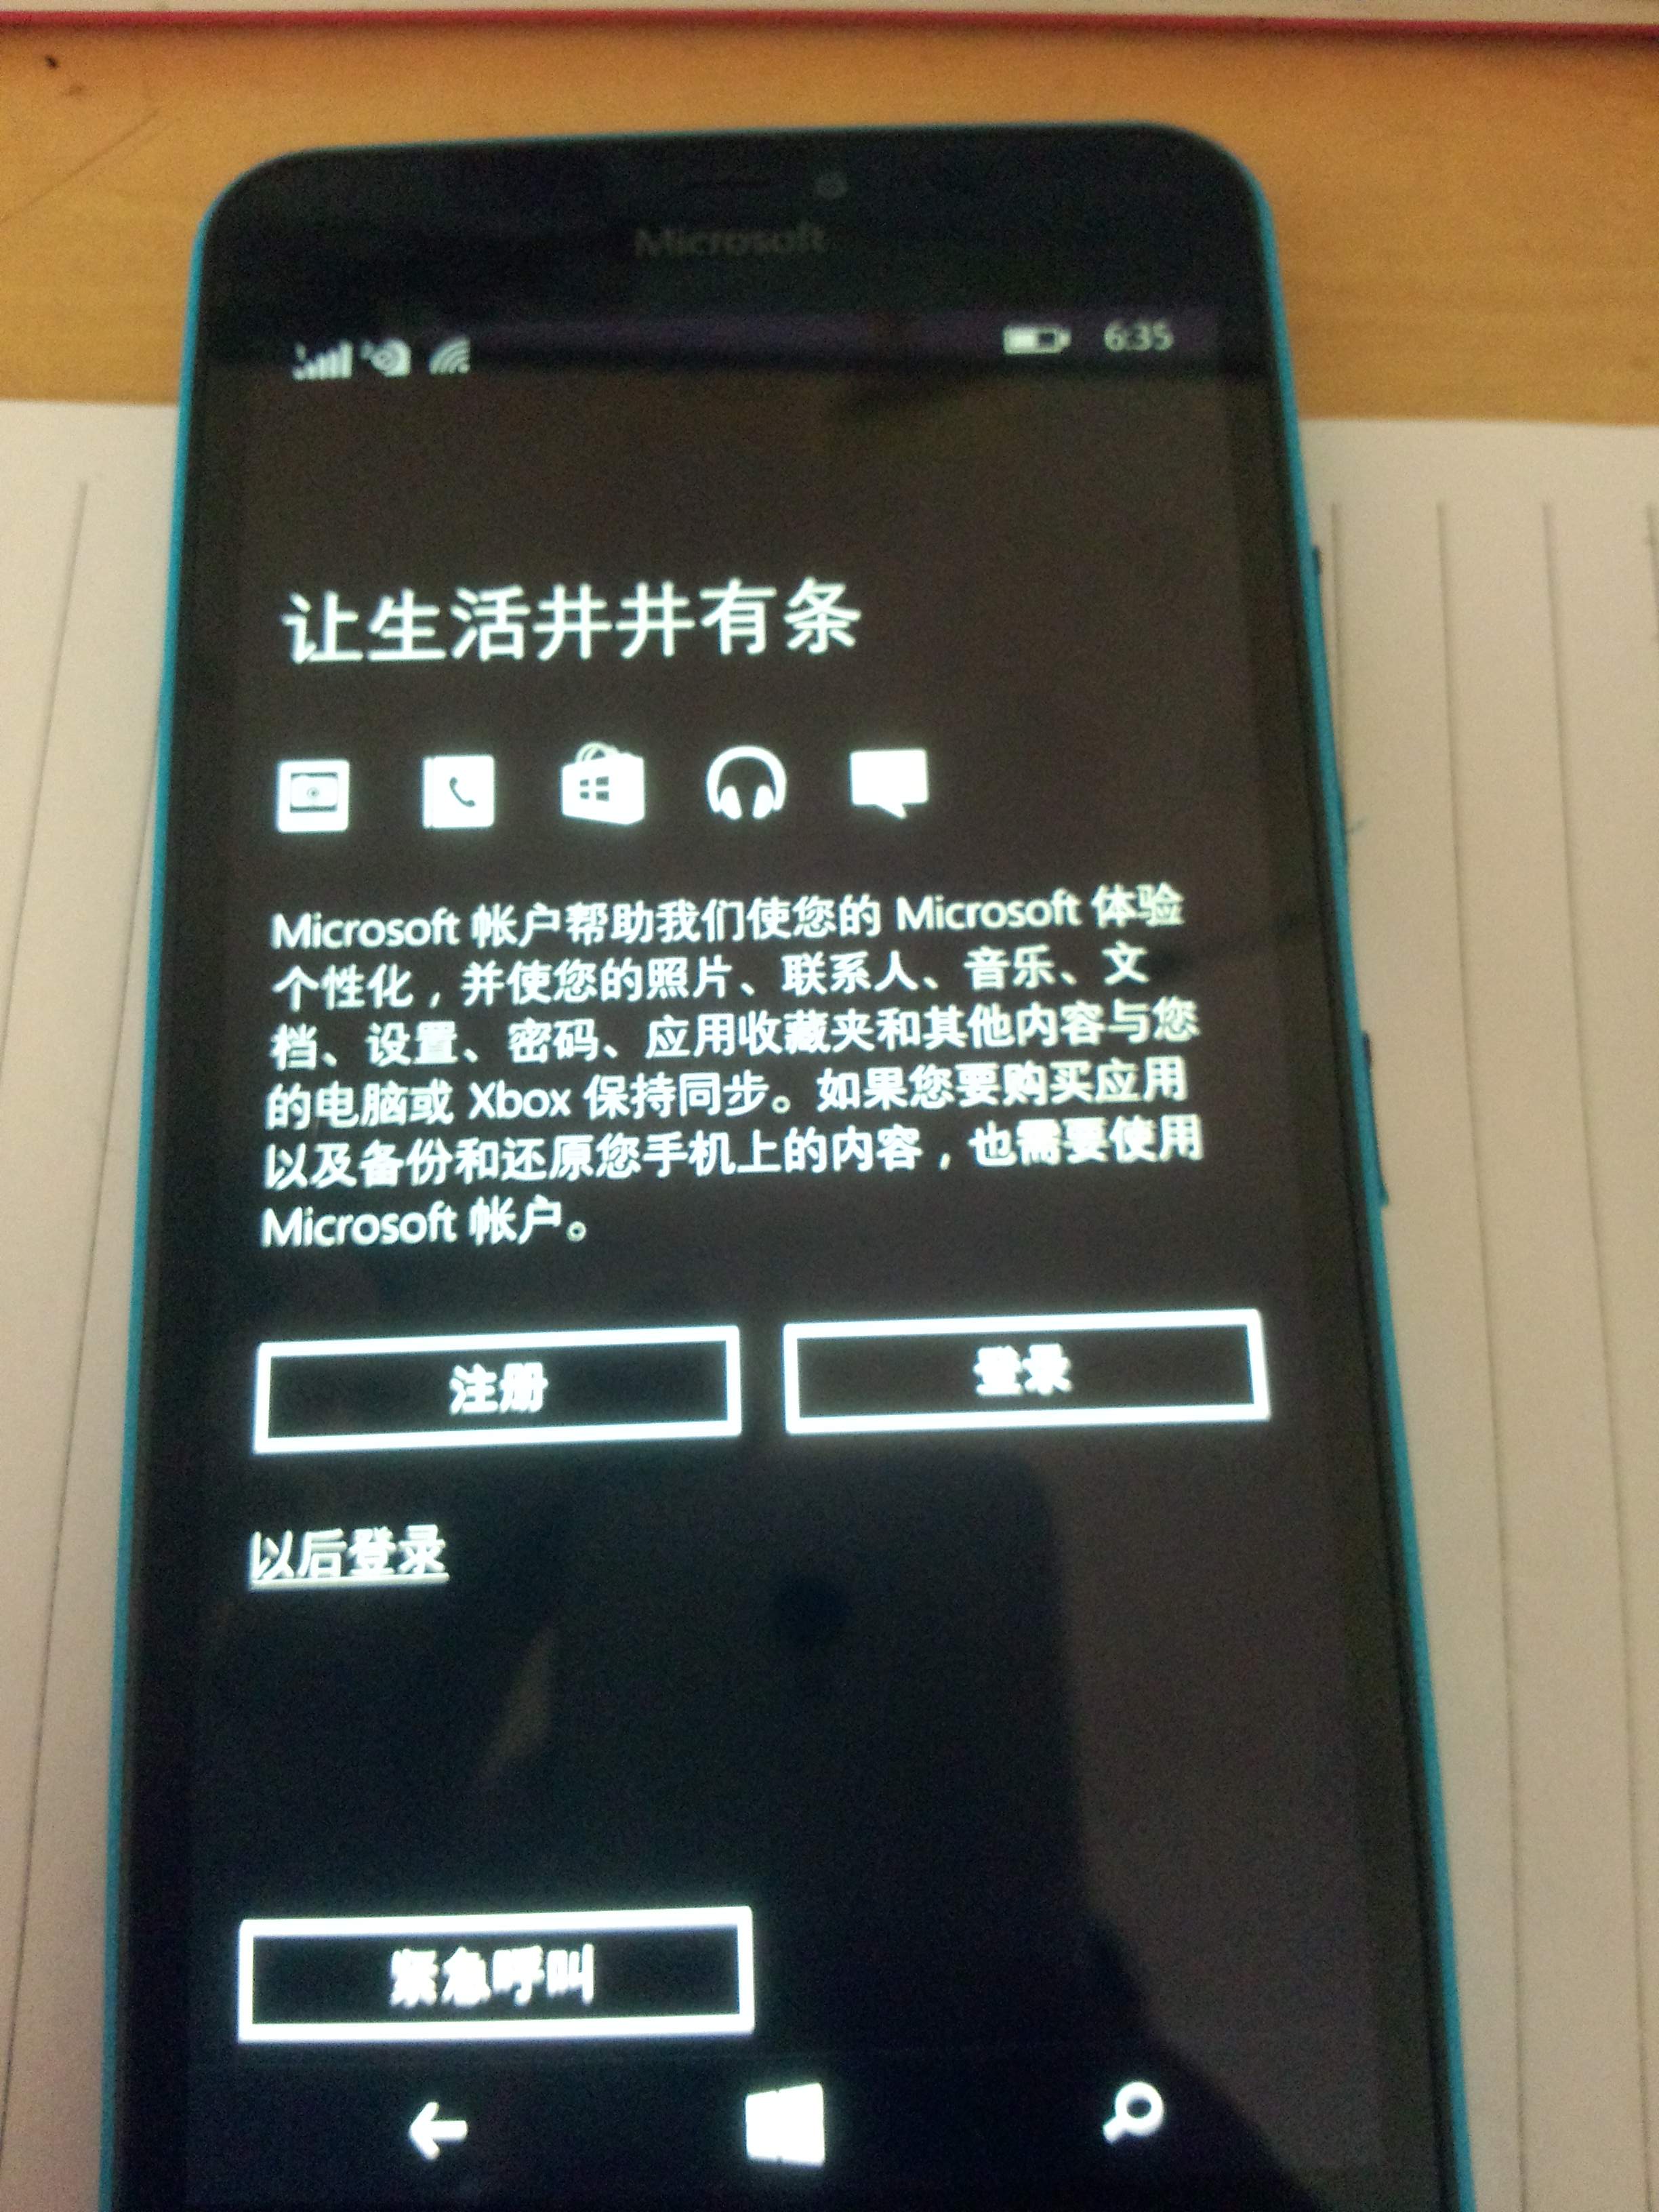 Microsoft
6:35
让生活井井有条
Microsoft 帐户帮助我们使您的 Microsoft 体验
个性化，并使您的照片、联系人、音乐、文
档、设置、密码、应用收藏夹和其他内容与您
的电脑或 Xbox 保持同步。如果您要购买应用
以及备份和还原您手机上的内容，也需要使用
Microsoft 帐户。
注册
登录
以后登录
紧急呼叫